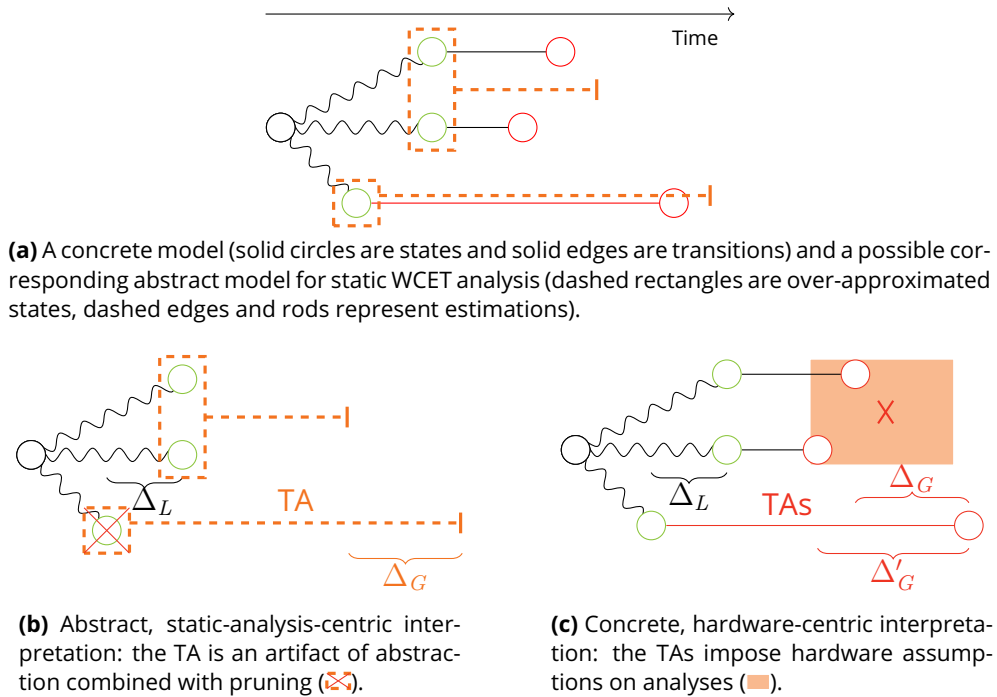 Time
(a) A concrete model (solid circles are states and solid edges are transitions) and a possible cor-
responding abstract model for static WCET analysis (dashed rectangles are over-approximated
states, dashed edges and rods represent estimations).
Δ_L
TA
Δ_G
(b) Abstract, static-analysis-centric inter-
pretation: the TA is an artifact of abstrac-
tion combined with pruning ( ).
X
Δ_L
TAs
Δ_G
Δ′_G
(c) Concrete, hardware-centric interpreta-
tion: the TAs impose hardware assump-
tions on analyses ( ).